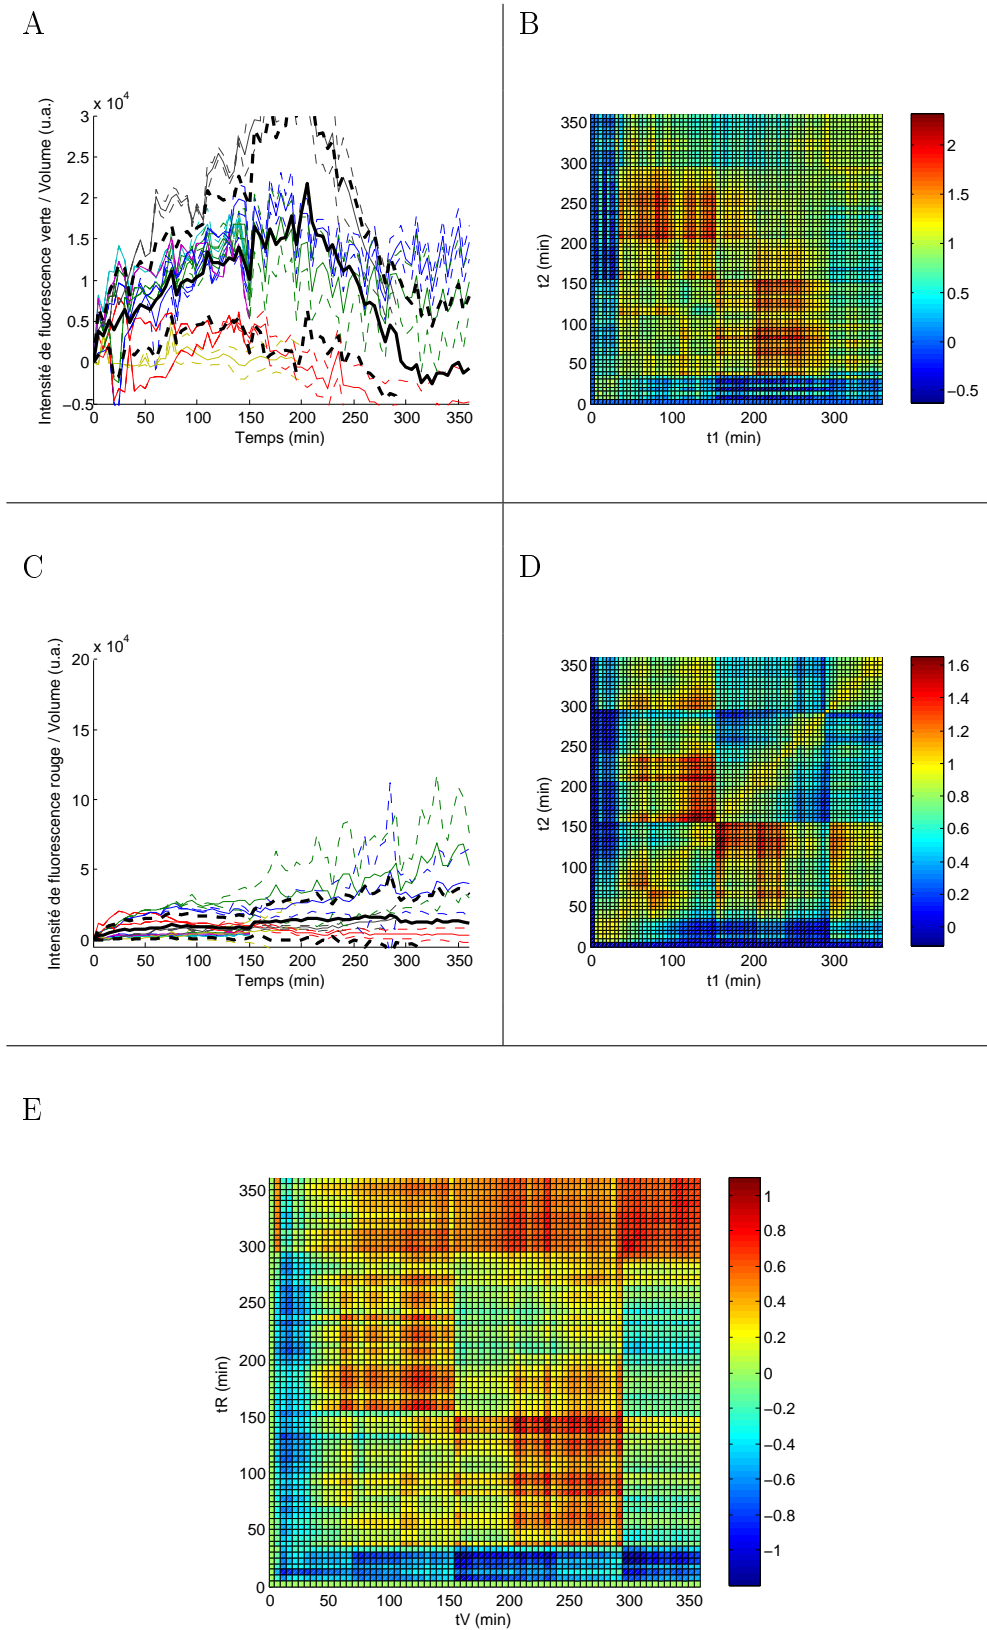 A
x 10^4
Intensité de fluorescence verte / Volume (u.a.)
3
2.5
2
1.5
1
0.5
0
−0.5
50 100 150 200 250 300 350
Temps (min)
B
t2 (min)
350
300
250
200
150
100
50
0
0 100 200 300
t1 (min)
2
1.5
1
0.5
0
−0.5
C
x 10^4
Intensité de fluorescence rouge / Volume (u.a.)
20
15
10
5
0
0 50 100 150 200 250 300 350
Temps (min)
D
t2 (min)
350
300
250
200
150
100
50
0
0 100 200 300
t1 (min)
1.6
1.4
1.2
1
0.8
0.6
0.4
0.2
0
E
tR (min)
350
300
250
200
150
100
50
0
0 50 100 150 200 250 300 350
tV (min)
1
0.8
0.6
0.4
0.2
0
−0.2
−0.4
−0.6
−0.8
−1